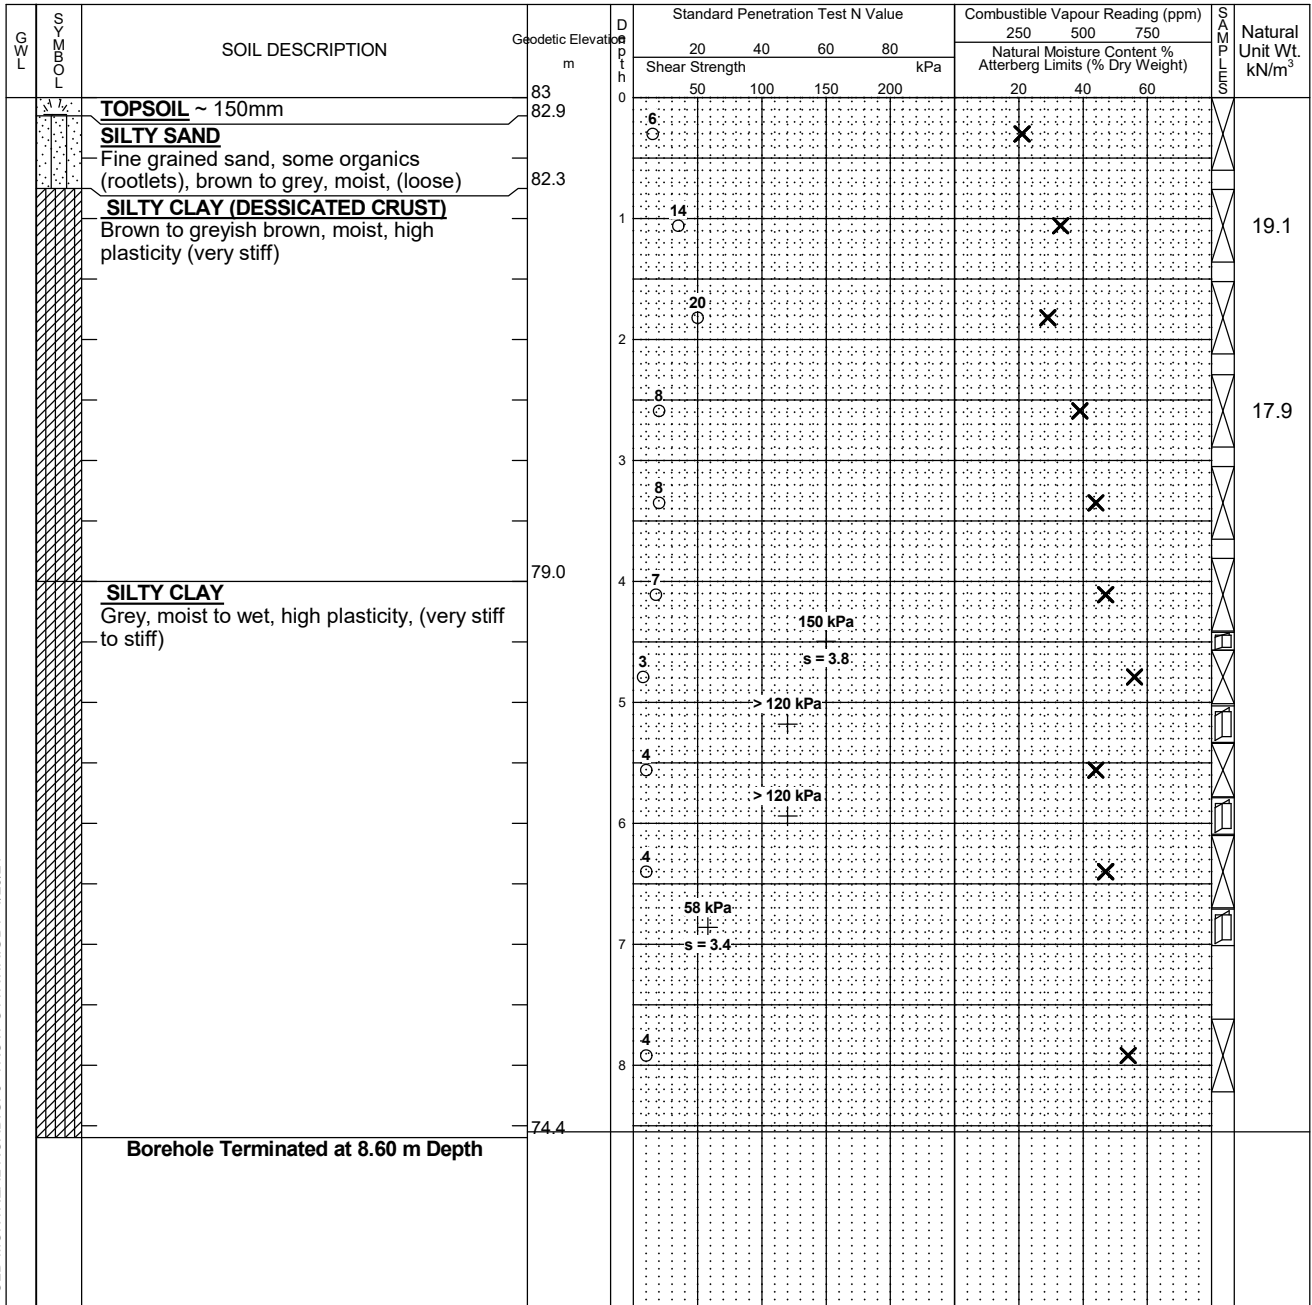 GWL
SYMBOL
SOIL DESCRIPTION
Geodetic Elevation
m
Depth
Standard Penetration Test N Value
20 40 60 80
Shear Strength kPa
50 100 150 200
Combustible Vapour Reading (ppm)
250 500 750
Natural Moisture Content %
Atterberg Limits (% Dry Weight)
20 40 60
SAMPLES
Natural
Unit Wt.
kN/m³
83
0
TOPSOIL ~ 150mm
82.9
SILTY SAND
Fine grained sand, some organics
(rootlets), brown to grey, moist, (loose)
6
82.3
SILTY CLAY (DESSICATED CRUST)
Brown to greyish brown, moist, high
plasticity (very stiff)
14
1
19.1
20
2
8
17.9
3
8
79.0
4
SILTY CLAY
Grey, moist to wet, high plasticity, (very stiff
to stiff)
7
150 kPa
s = 3.8
3
5
> 120 kPa
4
> 120 kPa
6
4
58 kPa
s = 3.4
7
4
8
74.4
Borehole Terminated at 8.60 m Depth